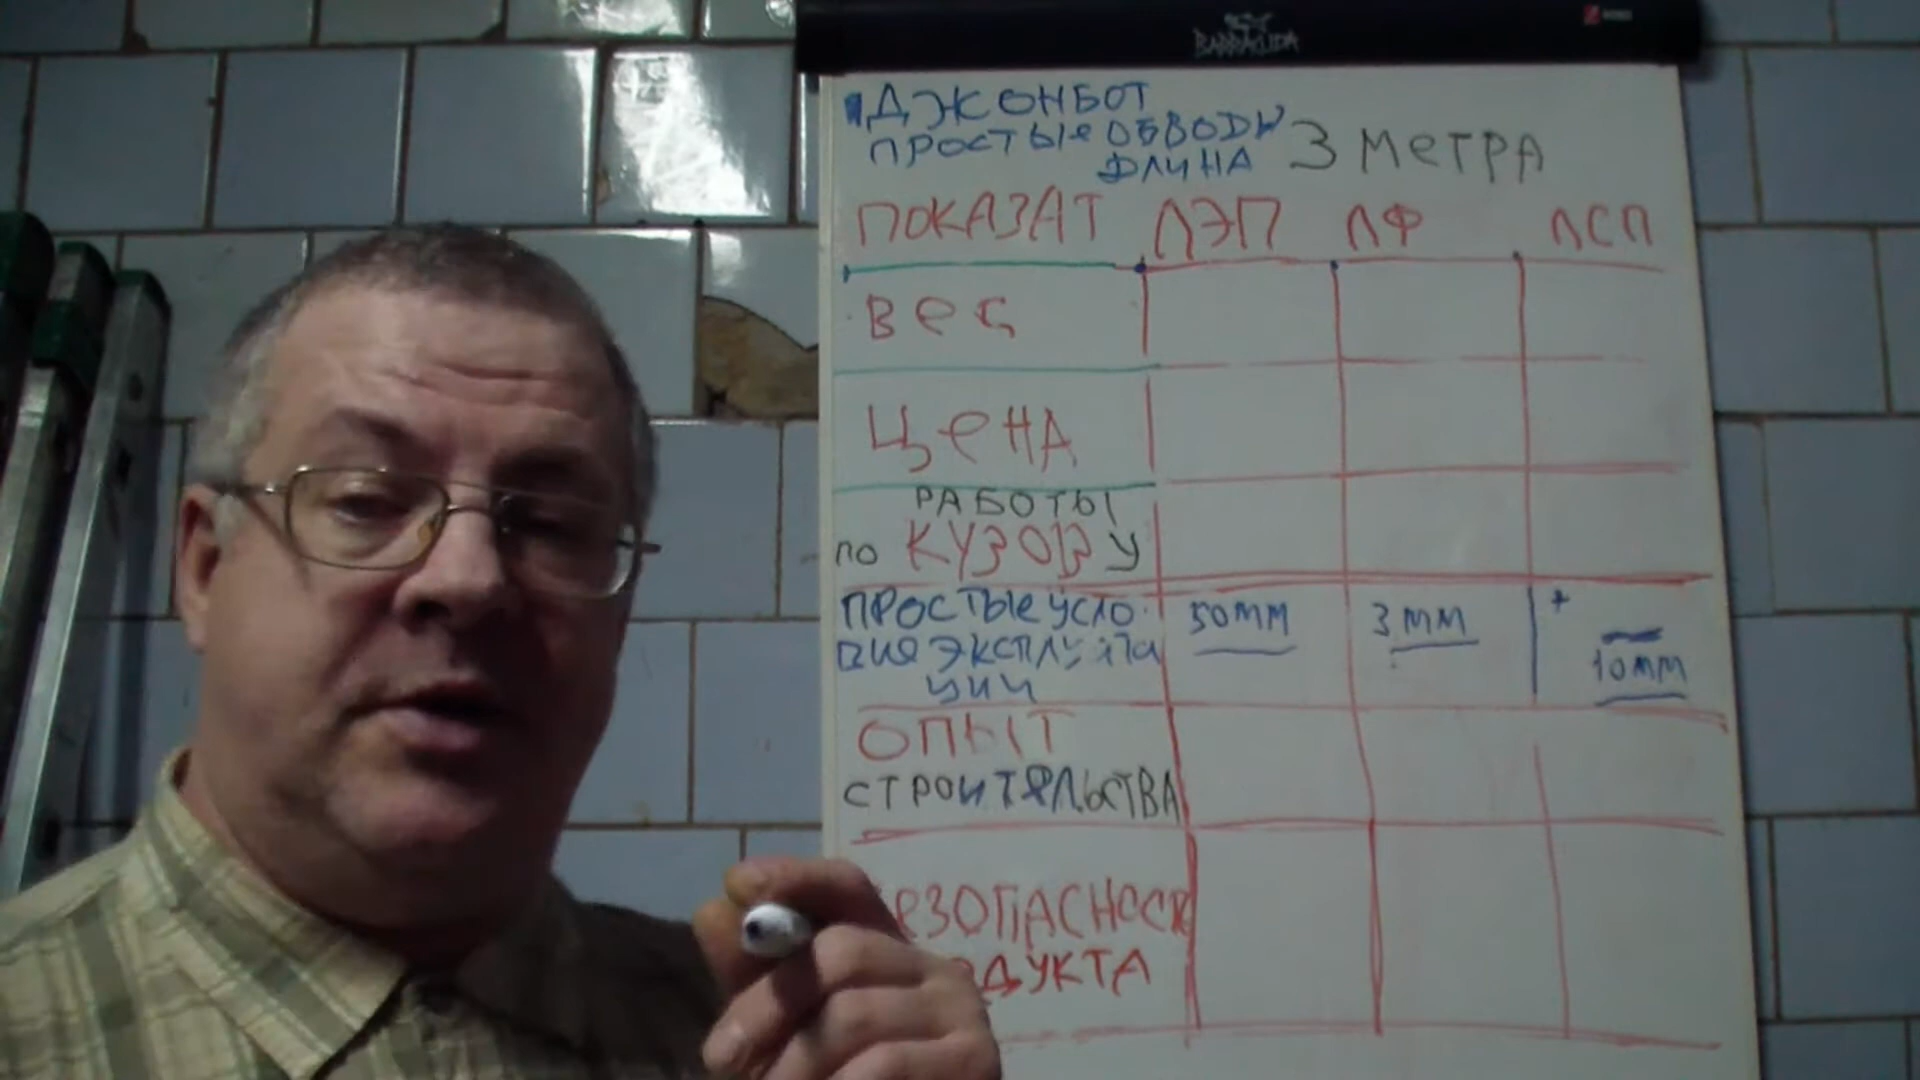 BARRACUDA
ДЖОНБОТ
ПРОСТЫе ОБВОДЫ
ДЛИНА 3 МеТРА
ПОКАЗАТ ЛЭП ЛФ ЛСП
Вес
ЦеНА
РАБОТЫ
по КУЗОВУ
ПРОСТЫе УСЛО 50мм 3мм +
ВИЯ ЭКСПЛУАТА 10мм
ЦИИ
ОПЫТ
СТРОИТеЛЬСТВА
еЗОПАСНОСТ
ОДУКТА